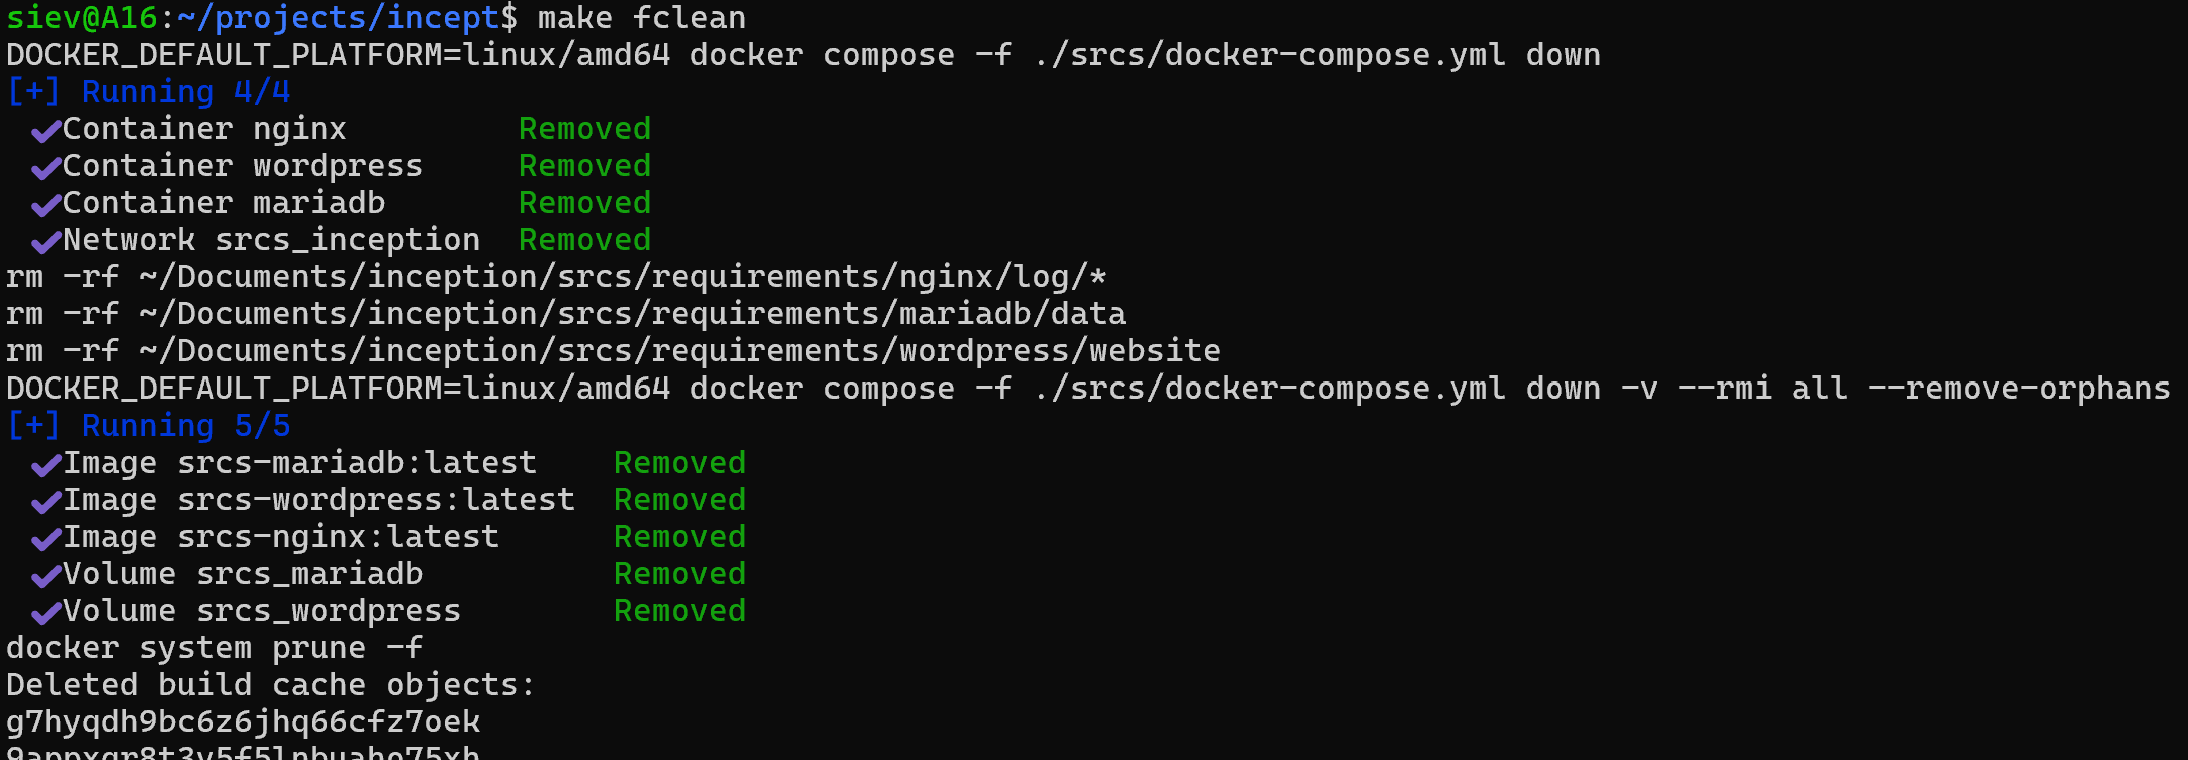 siev@A16:~/projects/incept$ make fclean
DOCKER_DEFAULT_PLATFORM=linux/amd64 docker compose -f ./srcs/docker-compose.yml down
[+] Running 4/4
✔Container nginx Removed
✔Container wordpress Removed
✔Container mariadb Removed
✔Network srcs_inception Removed
rm -rf ~/Documents/inception/srcs/requirements/nginx/log/*
rm -rf ~/Documents/inception/srcs/requirements/mariadb/data
rm -rf ~/Documents/inception/srcs/requirements/wordpress/website
DOCKER_DEFAULT_PLATFORM=linux/amd64 docker compose -f ./srcs/docker-compose.yml down -v --rmi all --remove-orphans
[+] Running 5/5
✔Image srcs-mariadb:latest Removed
✔Image srcs-wordpress:latest Removed
✔Image srcs-nginx:latest Removed
✔Volume srcs_mariadb Removed
✔Volume srcs_wordpress Removed
docker system prune -f
Deleted build cache objects:
g7hyqdh9bc6z6jhq66cfz7oek